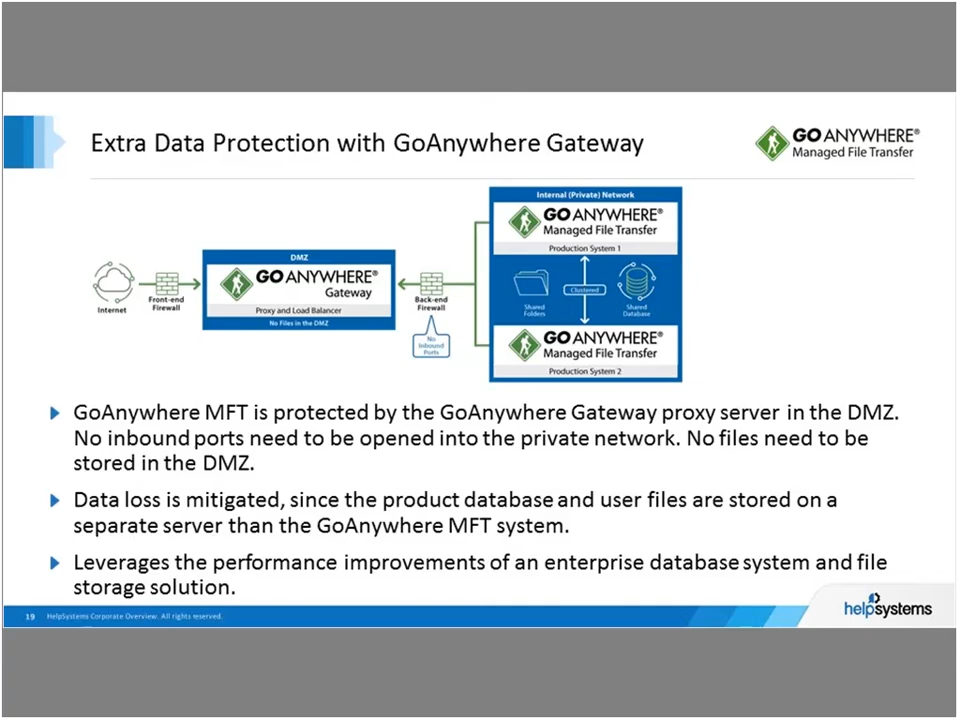 Extra Data Protection with GoAnywhere Gateway
GO ANYWHERE®
Managed File Transfer
Internal (Private) Network
GO ANYWHERE®
Managed File Transfer
Production System 1
DMZ
GO ANYWHERE®
Gateway
Proxy and Load Balancer
No Files in the DMZ
Internet
Front-end
Firewall
Back-end
Firewall
No
Inbound
Ports
Shared
Folders
Clustered
Shared
Database
GO ANYWHERE®
Managed File Transfer
Production System 2
GoAnywhere MFT is protected by the GoAnywhere Gateway proxy server in the DMZ.
No inbound ports need to be opened into the private network. No files need to be
stored in the DMZ.
Data loss is mitigated, since the product database and user files are stored on a
separate server than the GoAnywhere MFT system.
Leverages the performance improvements of an enterprise database system and file
storage solution.
19 HelpSystems Corporate Overview. All rights reserved.
helpsystems